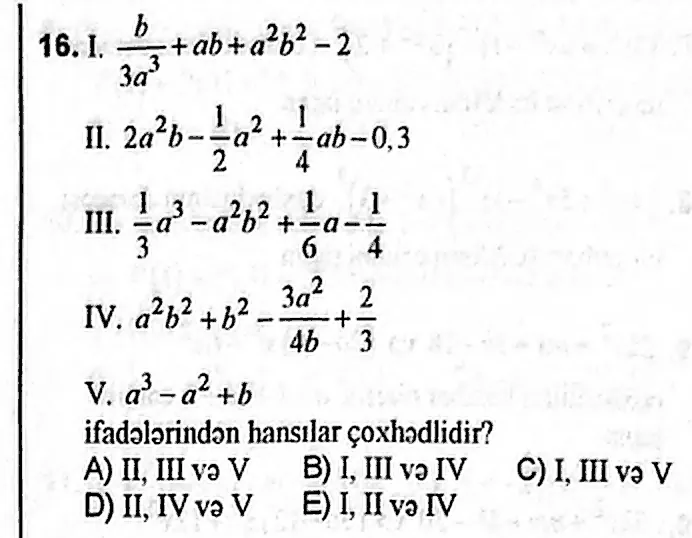 16. I. b/(3a³) + ab + a²b² – 2
II. 2a²b – 1/2 a² + 1/4 ab – 0,3
III. 1/3 a³ – a²b² + 1/6 a – 1/4
IV. a²b² + b² – 3a²/4b + 2/3
V. a³ – a² + b
ifadələrindən hansılar çoxhədlidir?
A) II, III və V B) I, III və IV C) I, III və V
D) II, IV və V E) I, II və IV